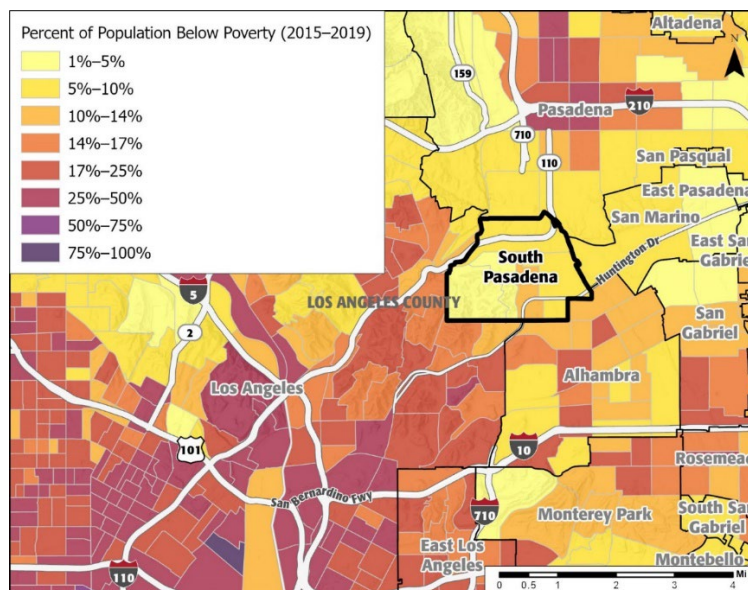 Percent of Population Below Poverty (2015–2019)
1%–5%
5%–10%
10%–14%
14%–17%
17%–25%
25%–50%
50%–75%
75%–100%
Altadena
N
159
Pasadena
210
710
110
San Pasqual
East Pasadena
San Marino
South
Pasadena
Huntington Dr
East San
Gabriel
5
LOS ANGELES COUNTY
2
San
Gabriel
Los Angeles
Alhambra
101
10
Rosemead
San Bernardino Fwy
710
Monterey Park
South San
Gabriel
East Los
Angeles
Montebello
110
Mi
0 0.5 1 2 3 4